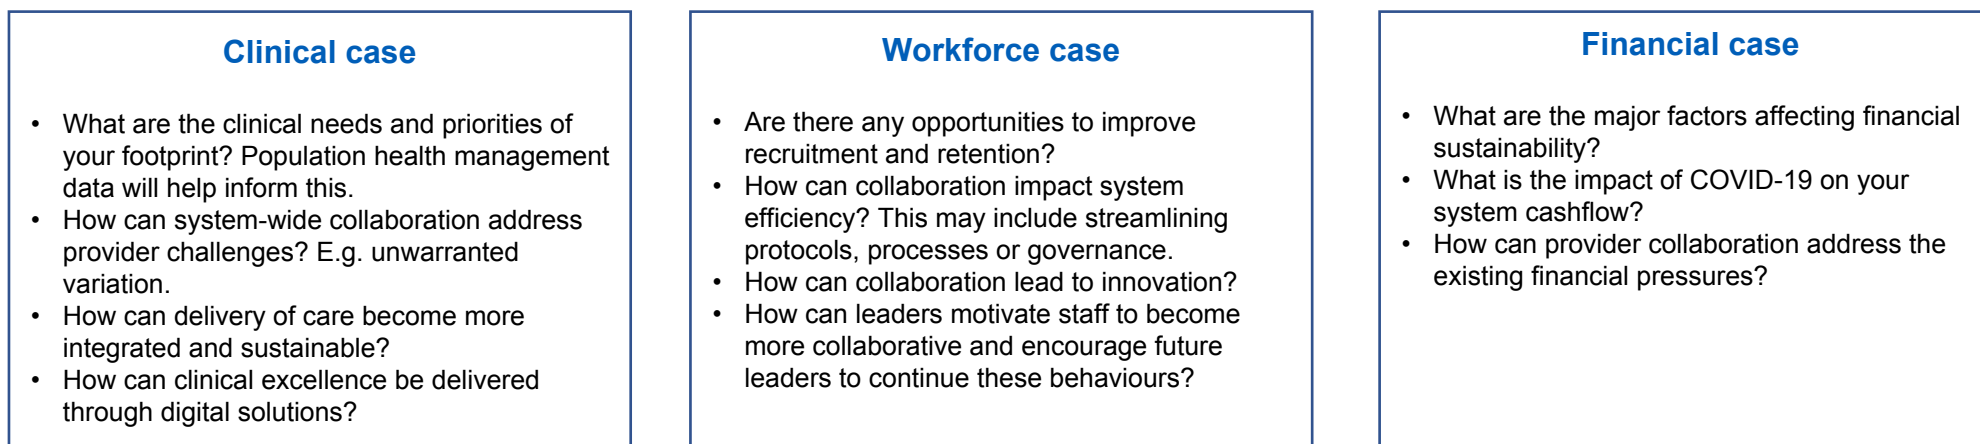 Clinical case
• What are the clinical needs and priorities of
your footprint? Population health management
data will help inform this.
• How can system-wide collaboration address
provider challenges? E.g. unwarranted
variation.
• How can delivery of care become more
integrated and sustainable?
• How can clinical excellence be delivered
through digital solutions?
Workforce case
• Are there any opportunities to improve
recruitment and retention?
• How can collaboration impact system
efficiency? This may include streamlining
protocols, processes or governance.
• How can collaboration lead to innovation?
• How can leaders motivate staff to become
more collaborative and encourage future
leaders to continue these behaviours?
Financial case
• What are the major factors affecting financial
sustainability?
• What is the impact of COVID-19 on your
system cashflow?
• How can provider collaboration address the
existing financial pressures?